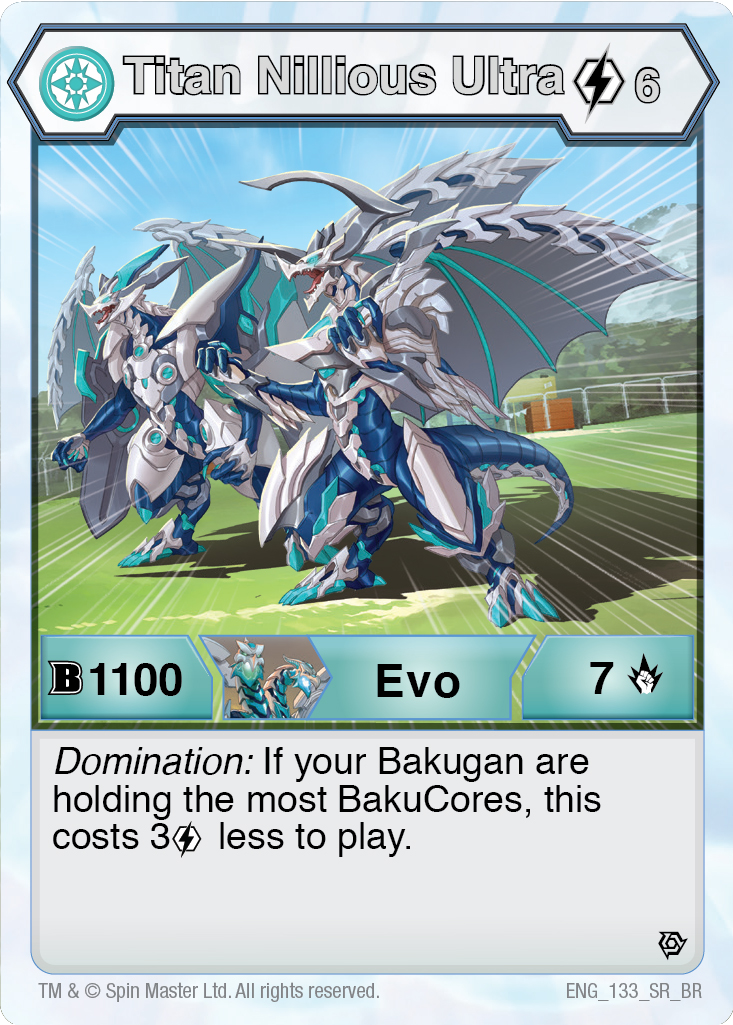 Titan Nillious Ultra 6
B 1100 Evo 7
Domination: If your Bakugan are
holding the most BakuCores, this
costs 3 less to play.
TM & © Spin Master Ltd. All rights reserved. ENG_133_SR_BR